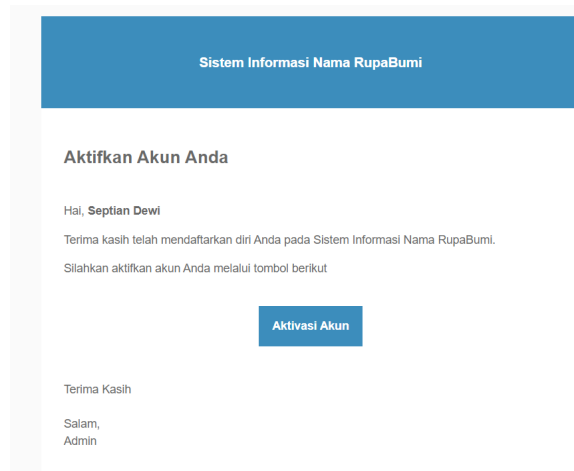 Sistem Informasi Nama RupaBumi
Aktifkan Akun Anda
Hai, Septian Dewi
Terima kasih telah mendaftarkan diri Anda pada Sistem Informasi Nama RupaBumi.
Silahkan aktifkan akun Anda melalui tombol berikut
Aktivasi Akun
Terima Kasih
Salam,
Admin